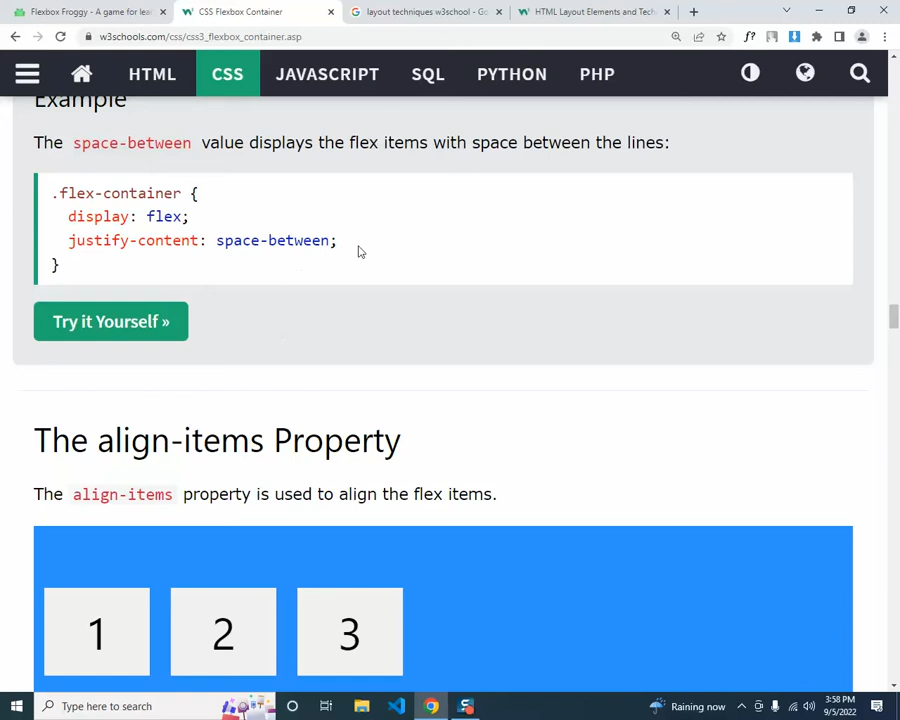 Flexbox Froggy - A game for lea
CSS Flexbox Container
layout techniques w3school - Go
HTML Layout Elements and Tech
w3schools.com/css/css3_flexbox_container.asp
HTML
CSS
JAVASCRIPT
SQL
PYTHON
PHP
Example
The space-between value displays the flex items with space between the lines:
.flex-container {
display: flex;
justify-content: space-between;
}
Try it Yourself »
The align-items Property
The align-items property is used to align the flex items.
1
2
3
Type here to search
Raining now
3:58 PM
9/5/2022